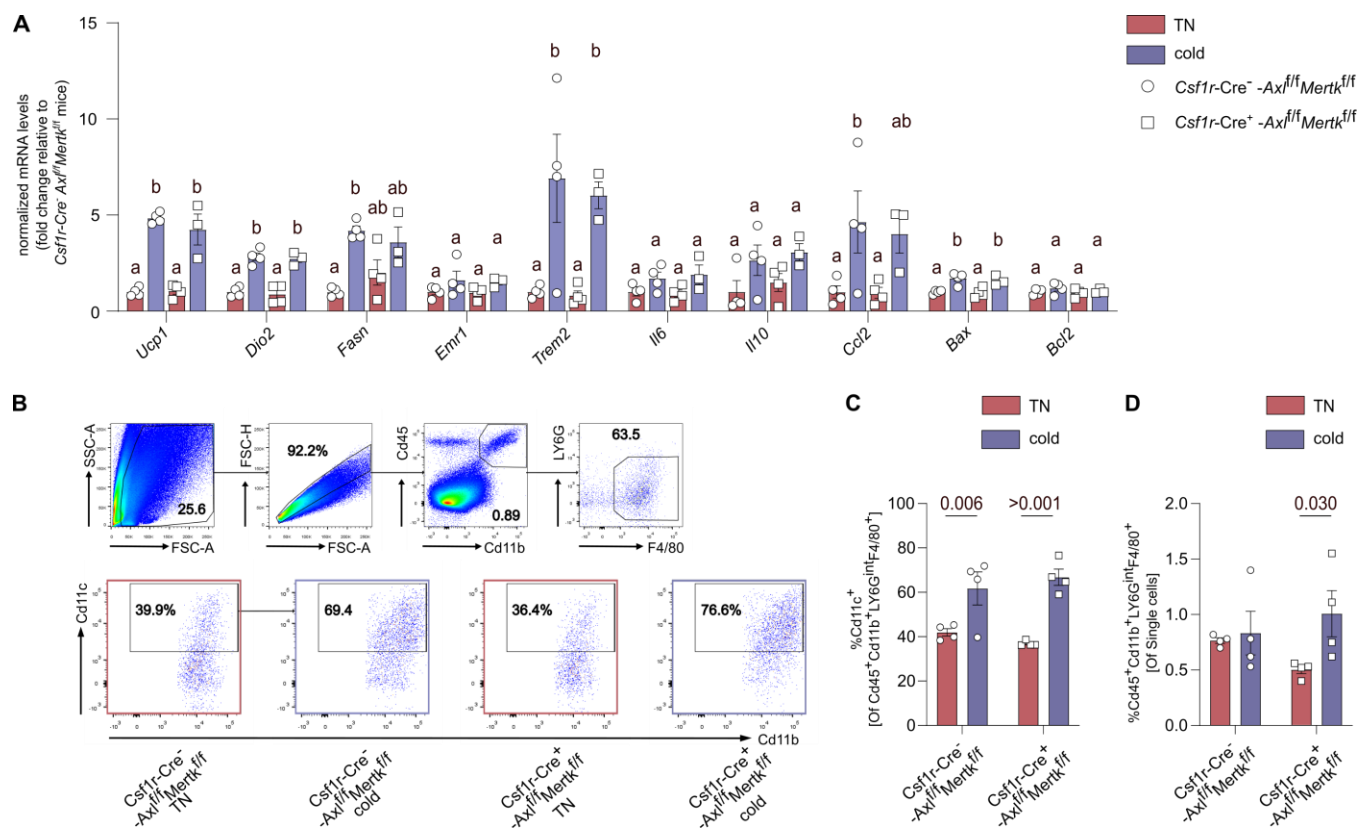 A
15
10
5
0
normalized mRNA levels
(fold change relative to
Csf1r-Cre- Axlf/fMertkf/f mice)
TN
cold
Csf1r-Cre- -Axlf/fMertkf/f
Csf1r-Cre+ -Axlf/fMertkf/f
a b a b
a b a b
a b ab ab
a a a a
a b a b
a a a a
a a a a
a b a ab
a b a b
a a a a
Ucp1 Dio2 Fasn Emr1 Trem2 Il6 Il10 Ccl2 Bax Bcl2
B
SSC-A
25.6
FSC-A
FSC-H
92.2%
FSC-A
Cd45
0.89
Cd11b
LY6G
63.5
F4/80
Cd11c
39.9%
69.4
36.4%
76.6%
Cd11b
Csf1r-Cre-
-Axlf/fMertkf/f
TN
Csf1r-Cre-
-Axlf/fMertkf/f
cold
Csf1r-Cre+
-Axlf/fMertkf/f
TN
Csf1r-Cre+
-Axlf/fMertkf/f
cold
C
TN
cold
100
80
60
40
20
0
%Cd11c+
[Of Cd45+Cd11b+LY6GintF4/80+]
0.006
>0.001
Csf1r-Cre-
-Axlf/fMertkf/f
Csf1r-Cre+
-Axlf/fMertkf/f
D
TN
cold
2.0
1.5
1.0
0.5
0.0
%Cd45+Cd11b+LY6GintF4/80+
[Of Single cells]
0.030
Csf1r-Cre-
-Axlf/fMertkf/f
Csf1r-Cre+
-Axlf/fMertkf/f